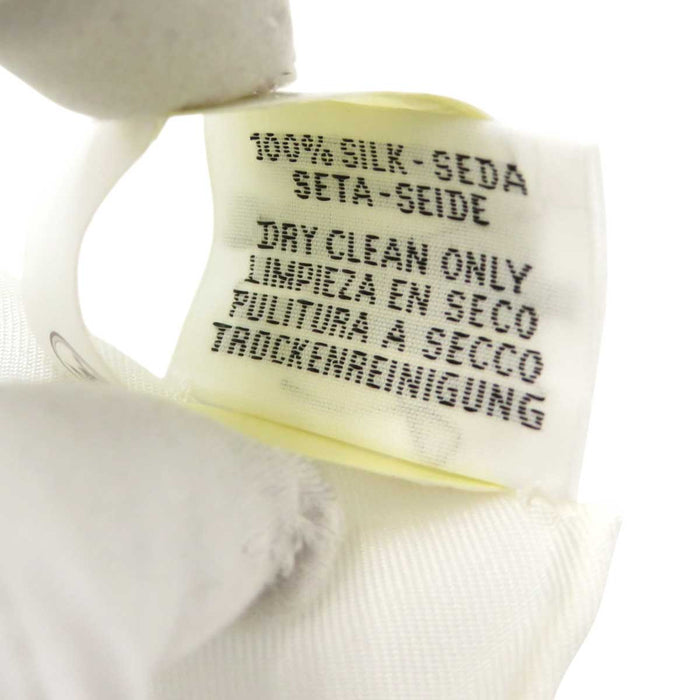 100% SILK - SEDA
SETA - SEIDE
DRY CLEAN ONLY
LIMPIEZA EN SECO
PULITURA A SECCO
TROCKENREINIGUNG